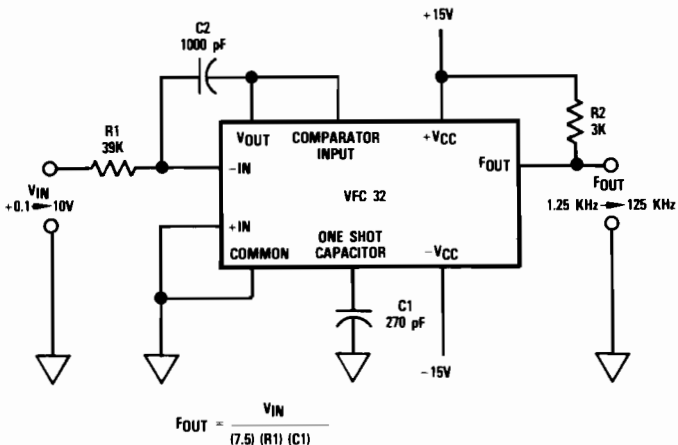 C2
1000 pF
+15V
R1
39K
R2
3K
VOUT
COMPARATOR
INPUT
+VCC
-IN
FOUT
VFC 32
VIN
+0.1 → 10V
FOUT
1.25 KHz → 125 KHz
+IN
COMMON
ONE SHOT
CAPACITOR
-VCC
C1
270 pF
-15V
FOUT = VIN
(7.5) (R1) (C1)